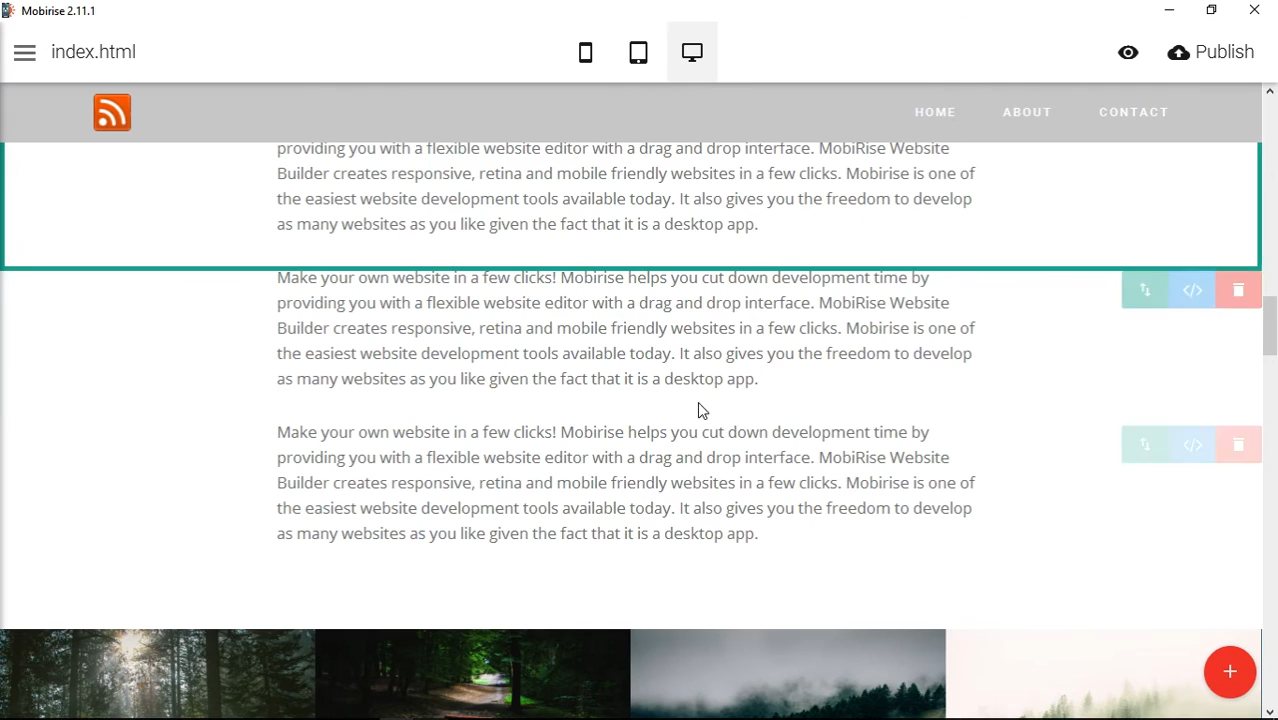 Mobirise 2.11.1
index.html
Publish
HOME ABOUT CONTACT
providing you with a flexible website editor with a drag and drop interface. MobiRise Website
Builder creates responsive, retina and mobile friendly websites in a few clicks. Mobirise is one of
the easiest website development tools available today. It also gives you the freedom to develop
as many websites as you like given the fact that it is a desktop app.
Make your own website in a few clicks! Mobirise helps you cut down development time by
providing you with a flexible website editor with a drag and drop interface. MobiRise Website
Builder creates responsive, retina and mobile friendly websites in a few clicks. Mobirise is one of
the easiest website development tools available today. It also gives you the freedom to develop
as many websites as you like given the fact that it is a desktop app.
Make your own website in a few clicks! Mobirise helps you cut down development time by
providing you with a flexible website editor with a drag and drop interface. MobiRise Website
Builder creates responsive, retina and mobile friendly websites in a few clicks. Mobirise is one of
the easiest website development tools available today. It also gives you the freedom to develop
as many websites as you like given the fact that it is a desktop app.